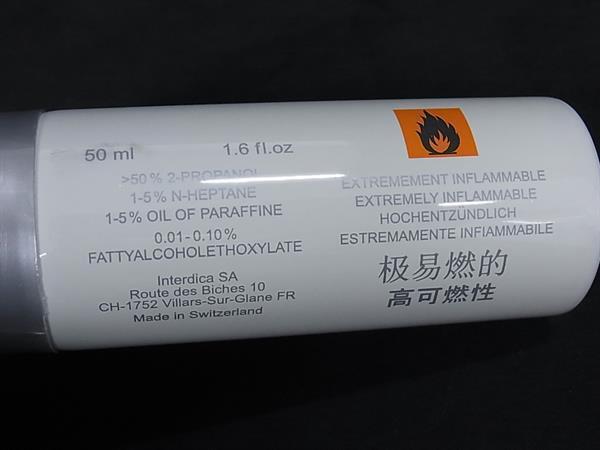 50 ml 1.6 fl.oz
>50% 2-PROPANOL
1-5% N-HEPTANE
1-5% OIL OF PARAFFINE
0.01-0.10%
FATTYALCOHOLETHOXYLATE
Interdica SA
Route des Biches 10
CH-1752 Villars-Sur-Glane FR
Made in Switzerland
EXTREMEMENT INFLAMMABLE
EXTREMELY INFLAMMABLE
HOCHENTZUNDLICH
ESTREMAMENTE INFIAMMABILE
极易燃的
高可燃性